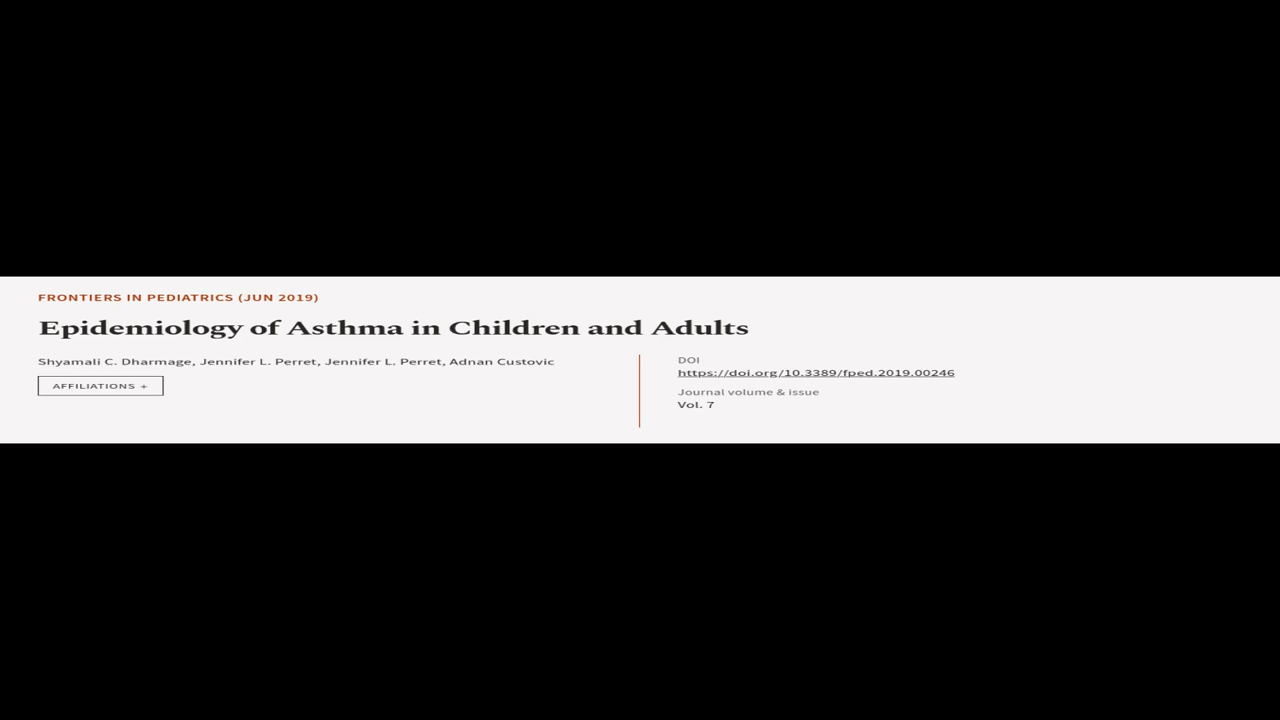 FRONTIERS IN PEDIATRICS (JUN 2019)
Epidemiology of Asthma in Children and Adults
Shyamali C. Dharmage, Jennifer L. Perret, Jennifer L. Perret, Adnan Custovic
AFFILIATIONS +
DOI
https://doi.org/10.3389/fped.2019.00246
Journal volume & issue
Vol. 7